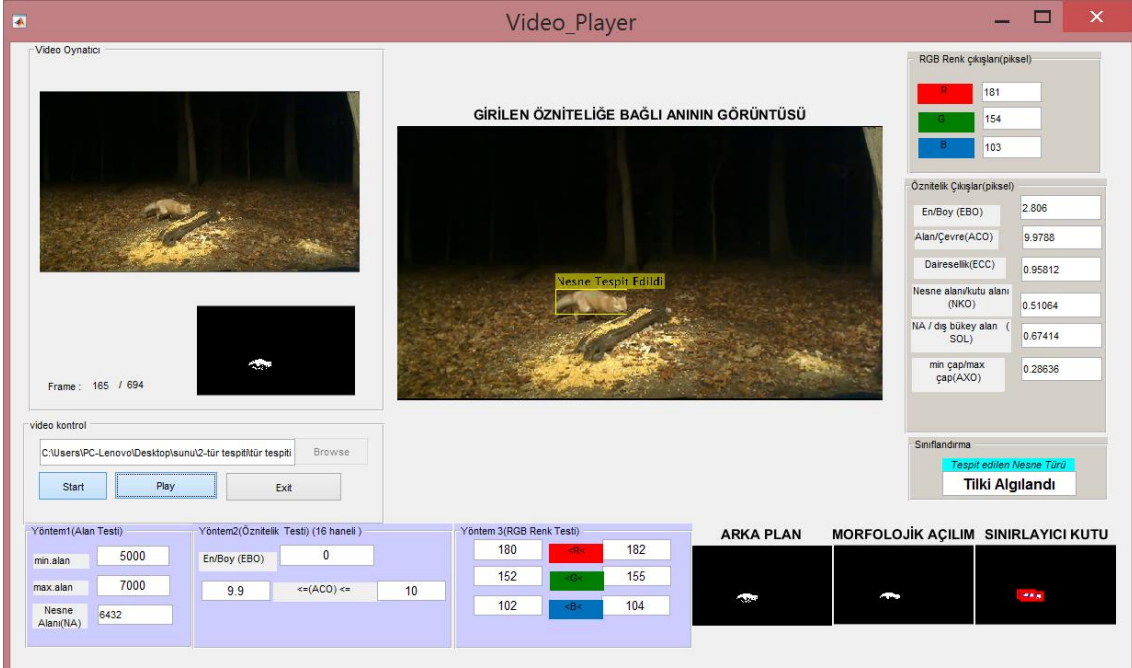 Video_Player
Video Oynatıcı
Frame : 165 / 694
GİRİLEN ÖZNİTELİĞE BAĞLI ANININ GÖRÜNTÜSÜ
Nesne Tespit Edildi
RGB Renk çıkışları(piksel)
R 181
G 154
B 103
Öznitelik Çıkışlar(piksel)
En/Boy (EBO) 2.806
Alan/Çevre(ACO) 9.9788
Dairesellik(ECC) 0.95812
Nesne alanı/kutu alanı
(NKO) 0.51064
NA / dış bükey alan (
SOL) 0.67414
min çap/max
çap(AXO) 0.28636
Sınıflandırma
Tespit edilen Nesne Türü
Tilki Algılandı
video kontrol
C:\Users\PC-Lenovo\Desktop\sunu\2-tür tespiti\tür tespiti Browse
Start Play Exit
Yöntem1(Alan Testi)
min.alan 5000
max.alan 7000
Nesne
Alanı(NA) 6432
Yöntem2(Öznitelik Testi) (16 haneli )
En/Boy (EBO) 0
9.9 <=(ACO) <= 10
Yöntem 3(RGB Renk Testi)
180 <R< 182
152 <G< 155
102 <B< 104
ARKA PLAN
MORFOLOJİK AÇILIM
SINIRLAYICI KUTU